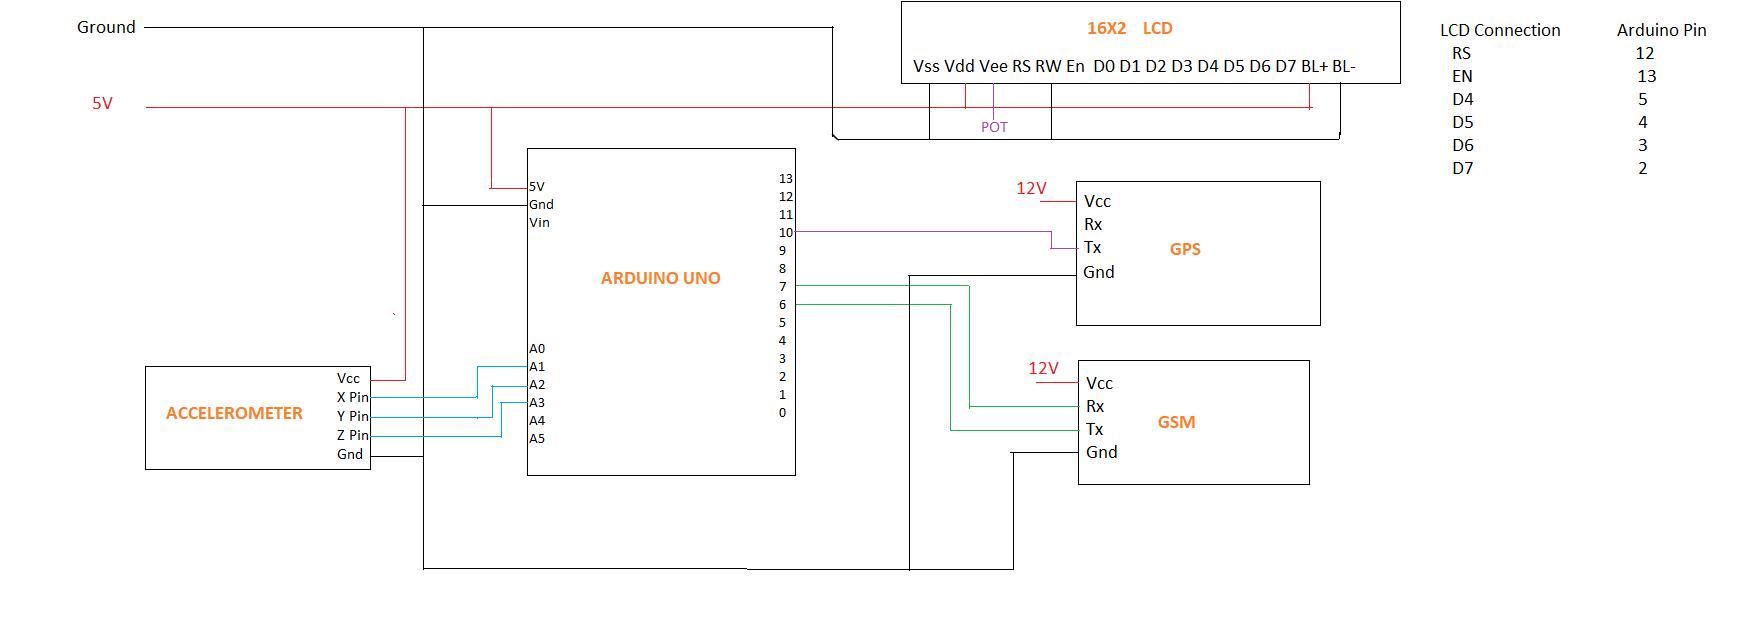 Ground
5V
16X2 LCD
Vss Vdd Vee RS RW En D0 D1 D2 D3 D4 D5 D6 D7 BL+ BL-
POT
LCD Connection Arduino Pin
RS 12
EN 13
D4 5
D5 4
D6 3
D7 2
ARDUINO UNO
5V
Gnd
Vin
A0
A1
A2
A3
A4
A5
13
12
11
10
9
8
7
6
5
4
3
2
1
0
12V
GPS
Vcc
Rx
Tx
Gnd
12V
GSM
Vcc
Rx
Tx
Gnd
ACCELEROMETER
Vcc
X Pin
Y Pin
Z Pin
Gnd